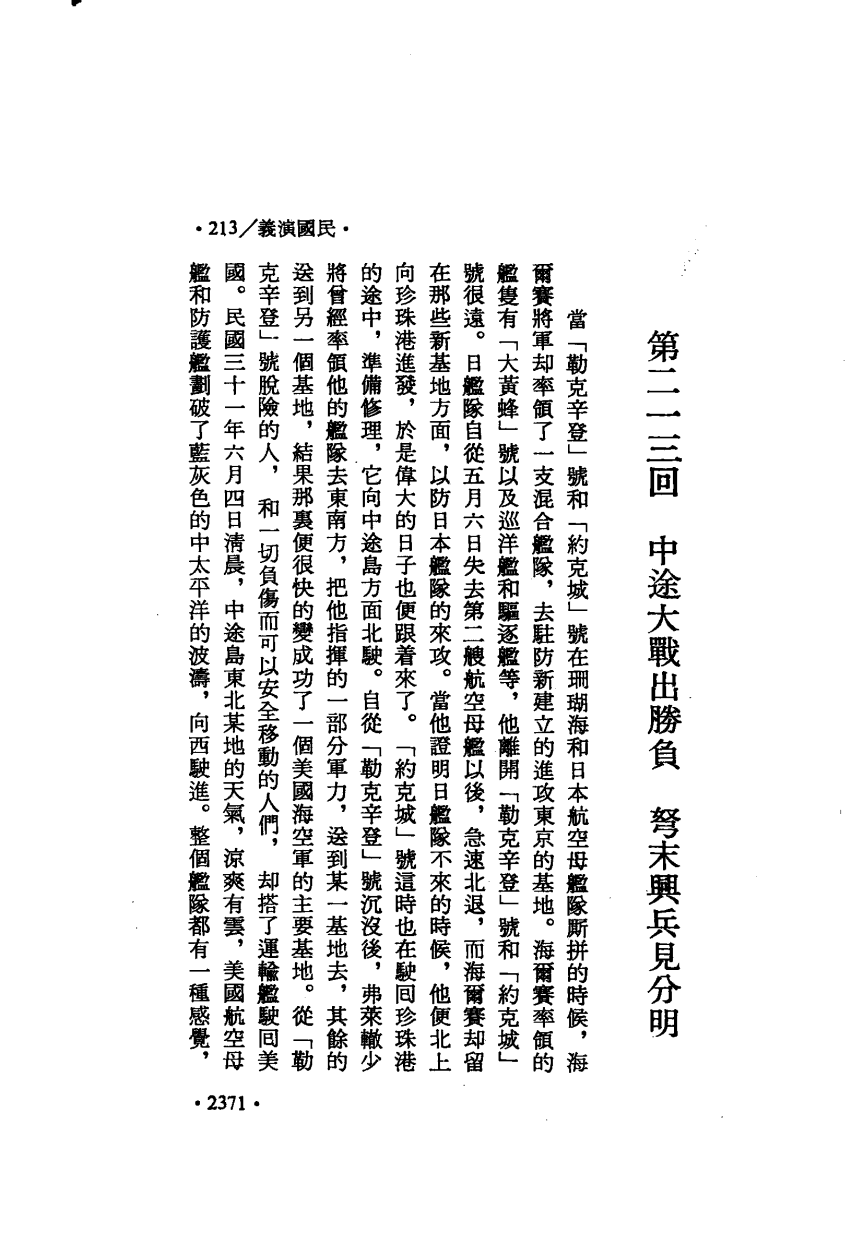 ·民國演義/213·
第二一三回　中途大戰出勝負　弩末興兵見分明
當「勒克辛登」號和「約克城」號在珊瑚海和日本航空母艦隊厮拼的時候，海
爾賽將軍却率領了一支混合艦隊，去駐防新建立的進攻東京的基地。海爾賽率領的
艦隻有「大黃蜂」號以及巡洋艦和驅逐艦等，他離開「勒克辛登」號和「約克城」
號很遠。日艦隊自從五月六日失去第二艘航空母艦以後，急速北退，而海爾賽却留
在那些新基地方面，以防日本艦隊的來攻。當他證明日艦隊不來的時候，他便北上
向珍珠港進發，於是偉大的日子也便跟着來了。「約克城」號這時也在駛囘珍珠港
的途中，準備修理，它向中途島方面北駛。自從「勒克辛登」號沉沒後，弗萊轍少
將曾經率領他的艦隊去東南方，把他指揮的一部分軍力，送到某一基地去，其餘的
送到另一個基地，結果那裏便很快的變成功了一個美國海空軍的主要基地。從「勒
克辛登」號脫險的人，和一切負傷而可以安全移動的人們，却搭了運輸艦駛囘美
國。民國三十一年六月四日清晨，中途島東北某地的天氣，涼爽有雲，美國航空母
艦和防護艦劃破了藍灰色的中太平洋的波濤，向西駛進。整個艦隊都有一種感覺，
·2371·